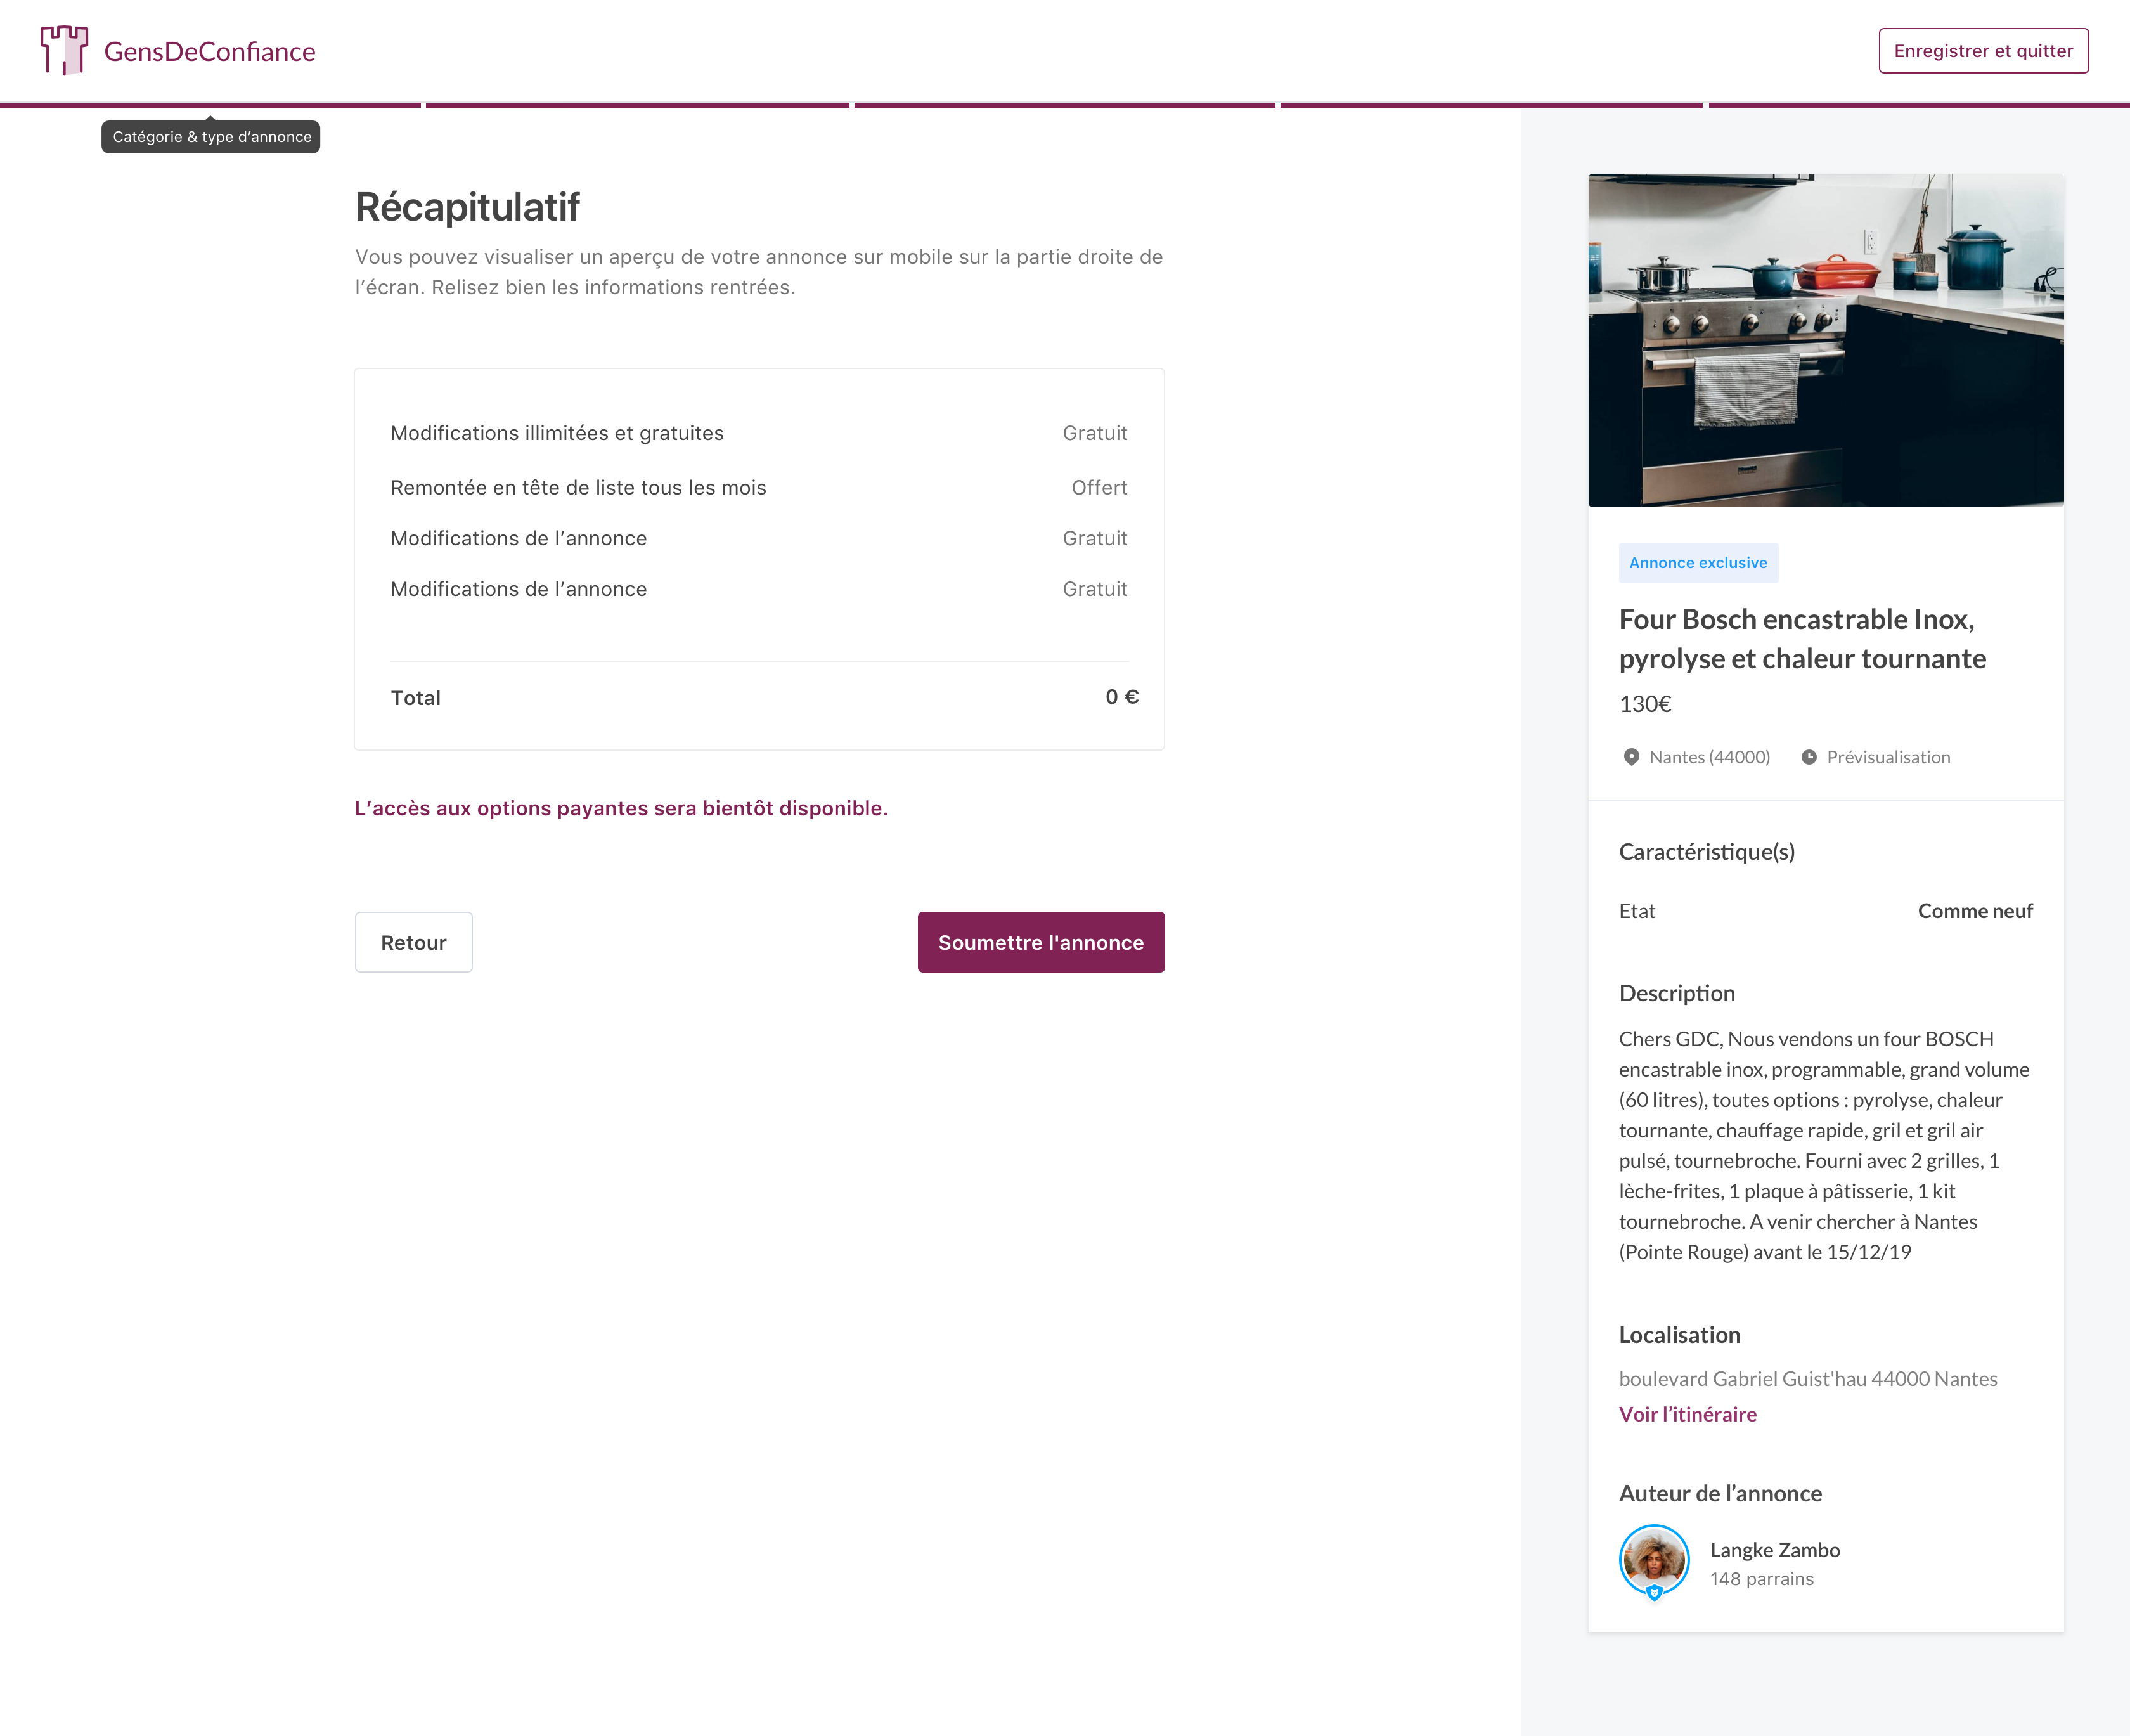 GensDeConfiance
Enregistrer et quitter
Catégorie & type d’annonce
Récapitulatif
Vous pouvez visualiser un aperçu de votre annonce sur mobile sur la partie droite de
l’écran. Relisez bien les informations rentrées.
Modifications illimitées et gratuites Gratuit
Remontée en tête de liste tous les mois Offert
Modifications de l’annonce Gratuit
Modifications de l’annonce Gratuit
Total 0 €
L’accès aux options payantes sera bientôt disponible.
Retour
Soumettre l'annonce
Annonce exclusive
Four Bosch encastrable Inox,
pyrolyse et chaleur tournante
130€
Nantes (44000) Prévisualisation
Caractéristique(s)
Etat Comme neuf
Description
Chers GDC, Nous vendons un four BOSCH
encastrable inox, programmable, grand volume
(60 litres), toutes options : pyrolyse, chaleur
tournante, chauffage rapide, gril et gril air
pulsé, tournebroche. Fourni avec 2 grilles, 1
lèche-frites, 1 plaque à pâtisserie, 1 kit
tournebroche. A venir chercher à Nantes
(Pointe Rouge) avant le 15/12/19
Localisation
boulevard Gabriel Guist'hau 44000 Nantes
Voir l’itinéraire
Auteur de l’annonce
Langke Zambo
148 parrains